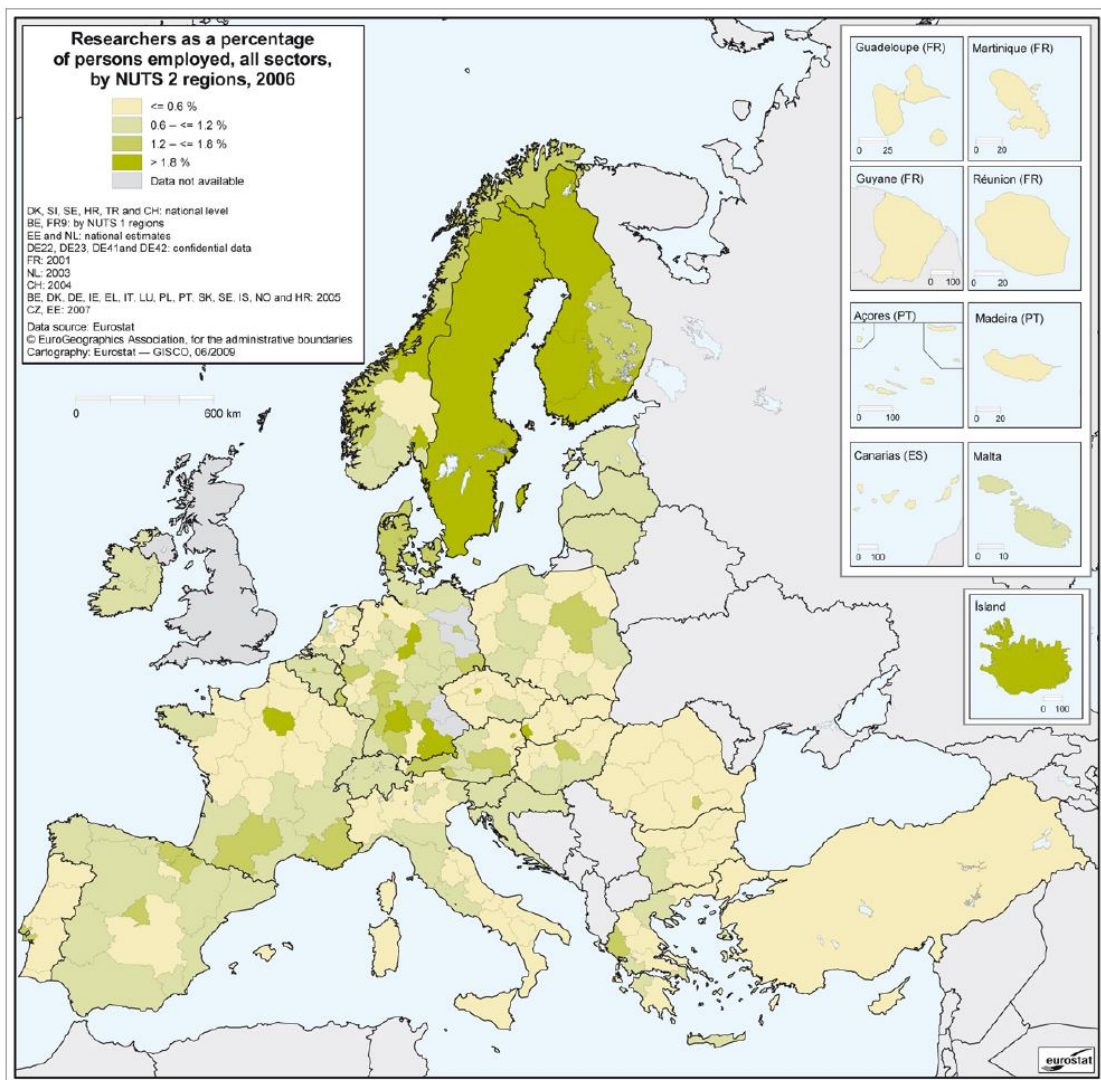 Researchers as a percentage
of persons employed, all sectors,
by NUTS 2 regions, 2006
<= 0.6 %
0.6 – <= 1.2 %
1.2 – <= 1.8 %
> 1.8 %
Data not available
DK, SI, SE, HR, TR and CH: national level
BE, FR9: by NUTS 1 regions
EE and NL: national estimates
DE22, DE23, DE41and DE42: confidential data
FR: 2001
NL: 2003
CH: 2004
BE, DK, DE, IE, EL, IT, LU, PL, PT, SK, SE, IS, NO and HR: 2005
CZ, EE: 2007
Data source: Eurostat
© EuroGeographics Association, for the administrative boundaries
Cartography: Eurostat — GISCO, 06/2009
0 600 km
Guadeloupe (FR)
0 25
Martinique (FR)
0 20
Guyane (FR)
0 100
Réunion (FR)
0 20
Açores (PT)
0 100
Madeira (PT)
0 20
Canarias (ES)
0 100
Malta
0 10
Ísland
0 100
eurostat